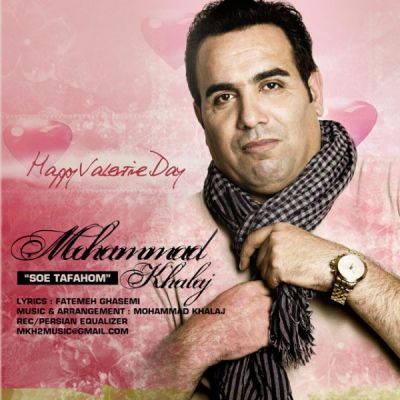 Happy Valentie Day
Mohammad
Khalaj
"SOE TAFAHOM"
LYRICS : FATEMEH GHASEMI
MUSIC & ARRANGEMENT : MOHAMMAD KHALAJ
REC/PERSIAN EQUALIZER
MKH2MUSIC@GMAIL.COM